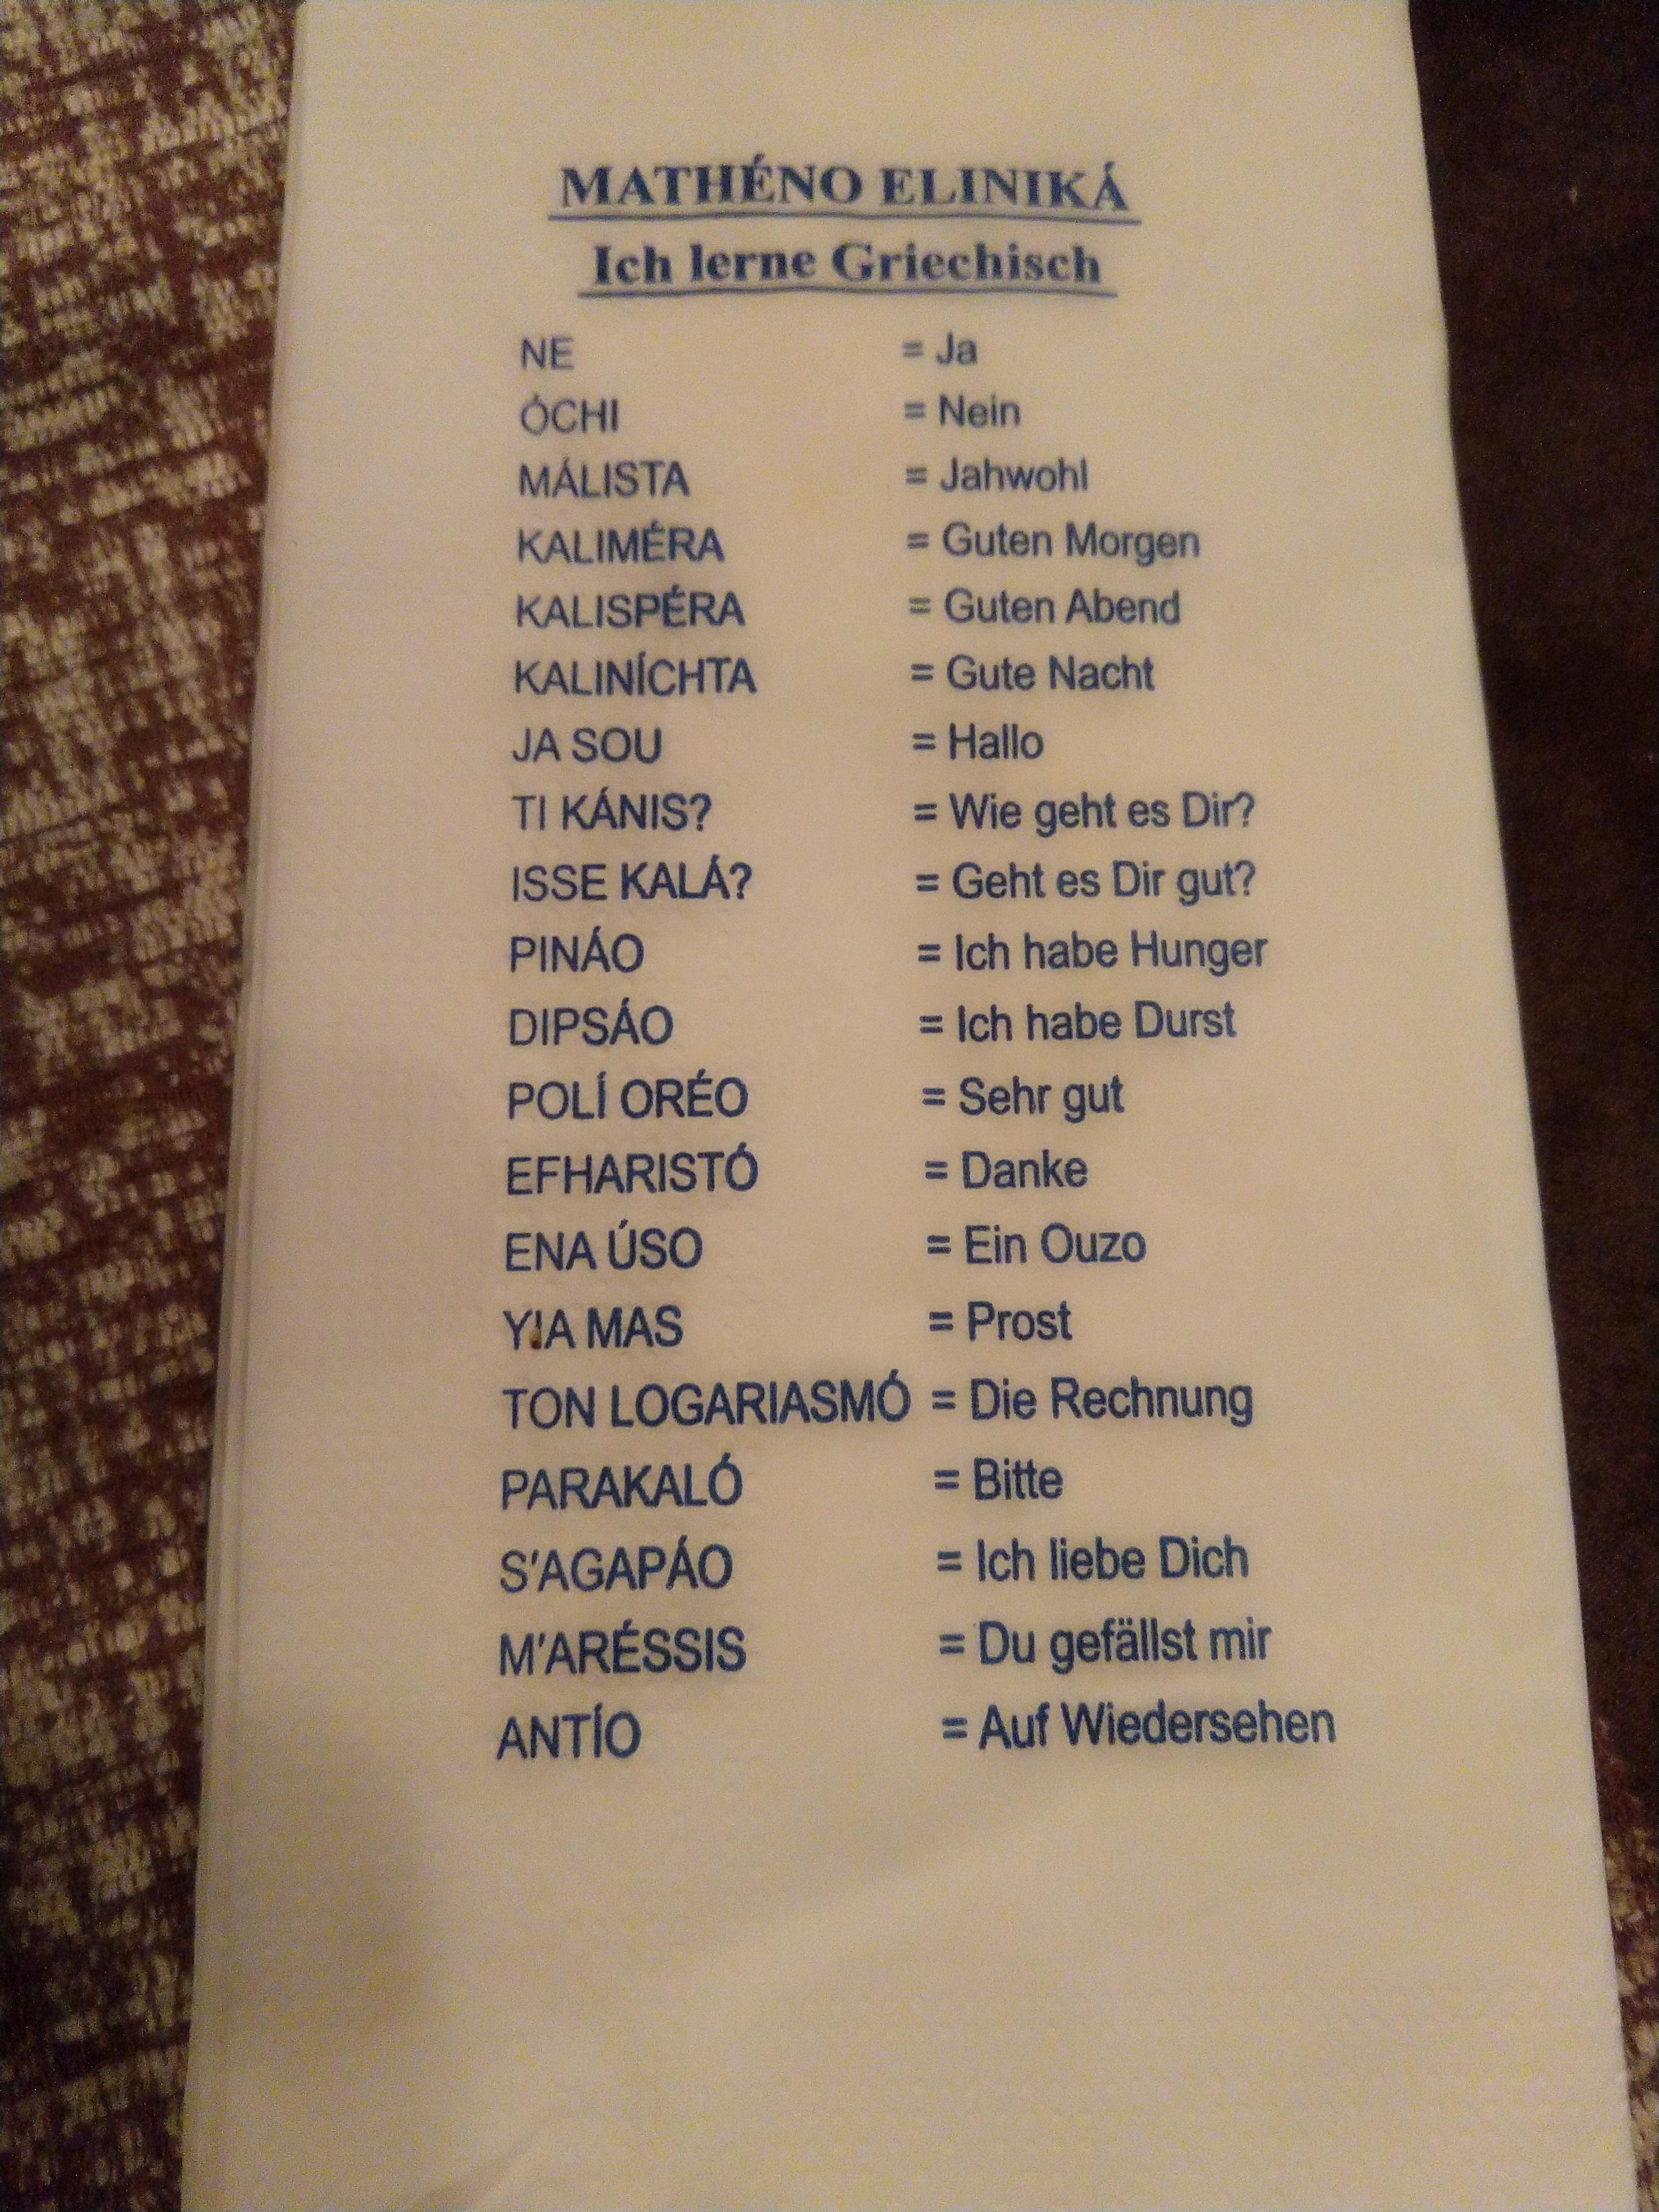 MATHÉNO ELINIKÁ
Ich lerne Griechisch
NE = Ja
ÓCHI = Nein
MÁLISTA = Jahwohl
KALIMÉRA = Guten Morgen
KALISPÉRA = Guten Abend
KALINÍCHTA = Gute Nacht
JA SOU = Hallo
TI KÁNIS? = Wie geht es Dir?
ISSE KALÁ? = Geht es Dir gut?
PINÁO = Ich habe Hunger
DIPSÁO = Ich habe Durst
POLÍ ORÉO = Sehr gut
EFHARISTÓ = Danke
ENA ÚSO = Ein Ouzo
YIA MAS = Prost
TON LOGARIASMÓ = Die Rechnung
PARAKALÓ = Bitte
S'AGAPÁO = Ich liebe Dich
M'ARÉSSIS = Du gefällst mir
ANTÍO = Auf Wiedersehen